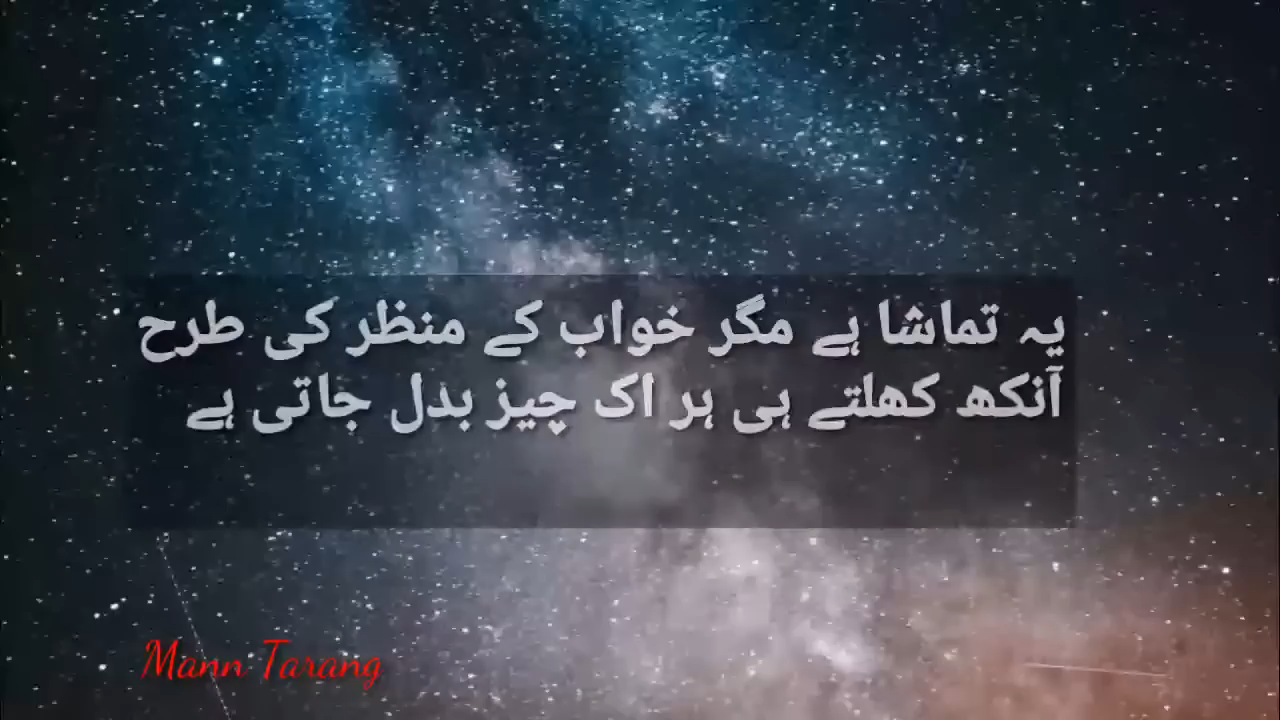 یہ تماشا ہے مگر خواب کے منظر کی طرح
آنکھ کھلتے ہی ہر اک چیز بدل جاتی ہے
Mann Tarang